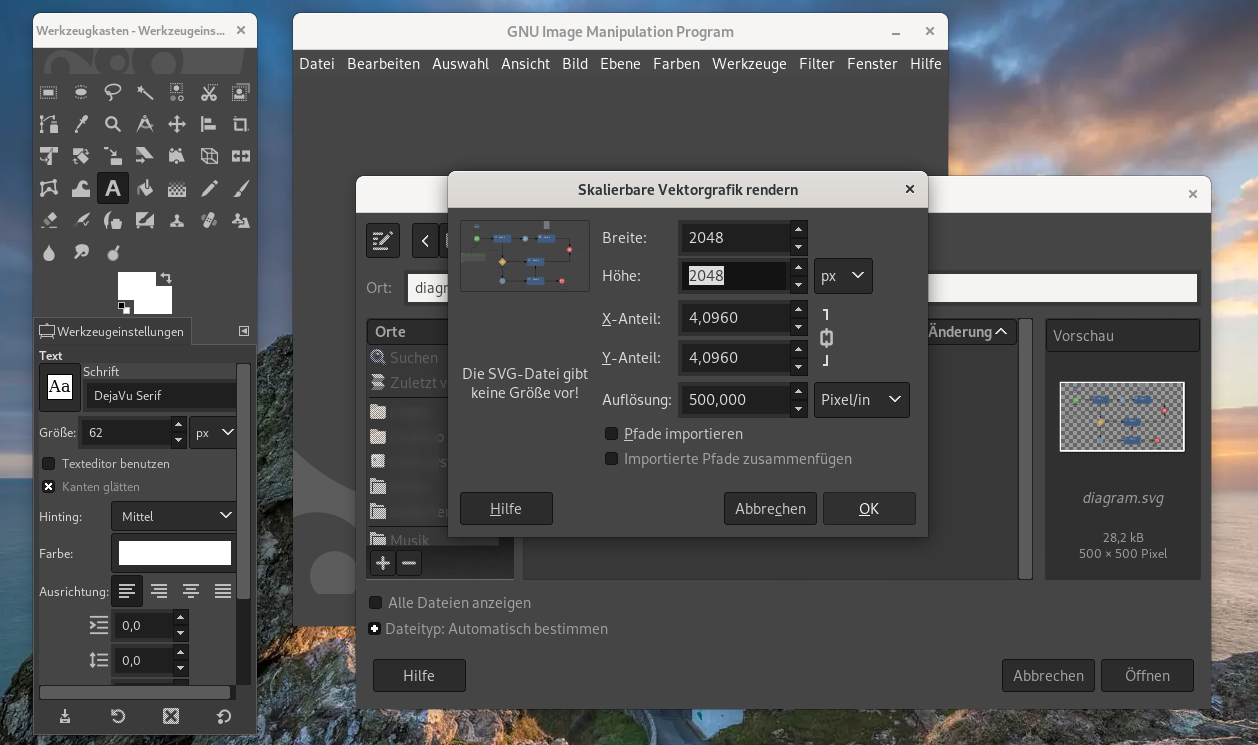 Werkzeugkasten - Werkzeugeins...
GNU Image Manipulation Program
Datei Bearbeiten Auswahl Ansicht Bild Ebene Farben Werkzeuge Filter Fenster Hilfe
A
Werkzeugeinstellungen
Text
Schrift
Aa
DejaVu Serif
Größe: 62 px
Texteditor benutzen
Kanten glätten
Hinting: Mittel
Farbe:
Ausrichtung:
0,0
0,0
Skalierbare Vektorgrafik rendern
Breite: 2048
Höhe: 2048 px
X-Anteil: 4,0960
Y-Anteil: 4,0960
Die SVG-Datei gibt
keine Größe vor!
Auflösung: 500,000 Pixel/in
Pfade importieren
Importierte Pfade zusammenfügen
Hilfe Abbrechen OK
Ort: diagr
Orte
Änderung
Suchen
Zuletzt v
Musik
Vorschau
diagram.svg
28,2 kB
500 × 500 Pixel
Alle Dateien anzeigen
Dateityp: Automatisch bestimmen
Hilfe Abbrechen Öffnen